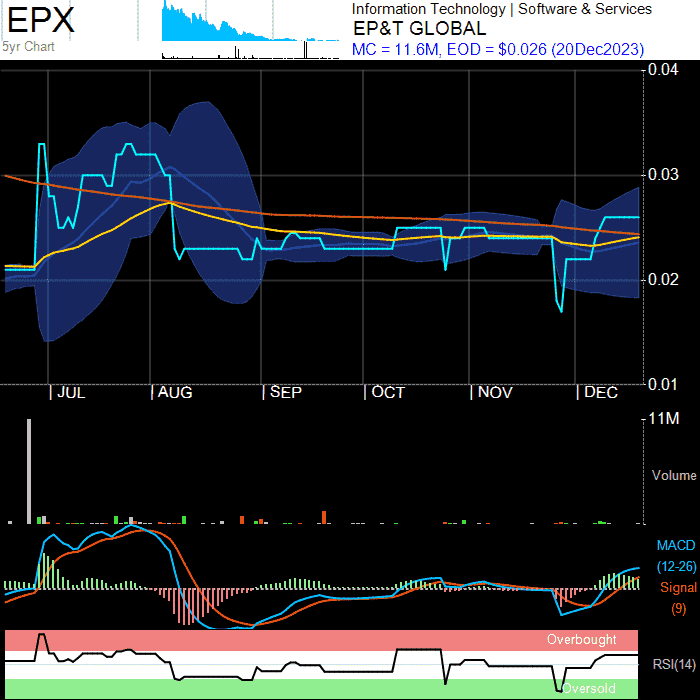 EPX
5yr Chart
Information Technology | Software & Services
EP&T GLOBAL
MC = 11.6M, EOD = $0.026 (20Dec2023)
0.04
0.03
0.02
0.01
| JUL | AUG | SEP | OCT | NOV | DEC
11M
Volume
MACD
(12-26)
Signal
(9)
Overbought
RSI(14)
Oversold